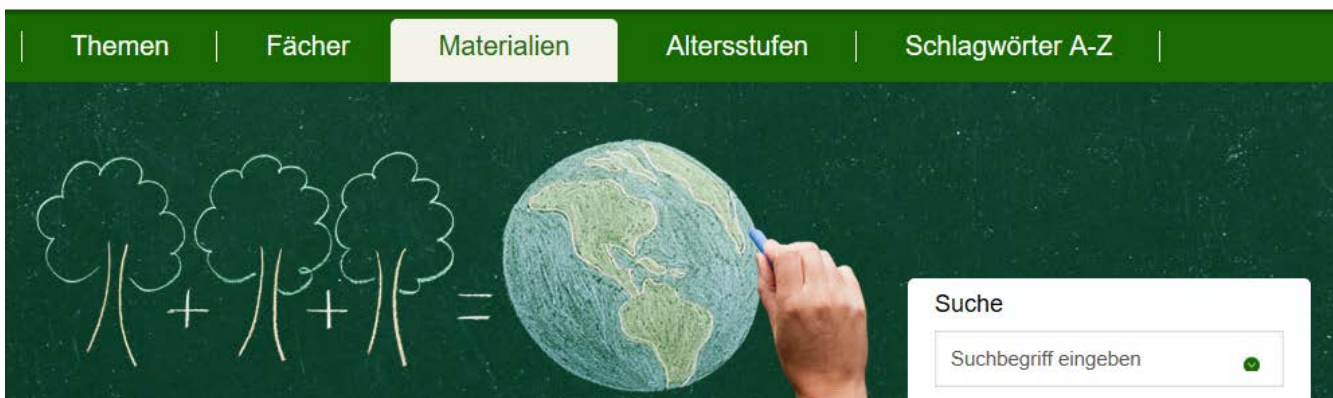 Themen Fächer Materialien Altersstufen Schlagwörter A-Z
+ + =
Suche
Suchbegriff eingeben